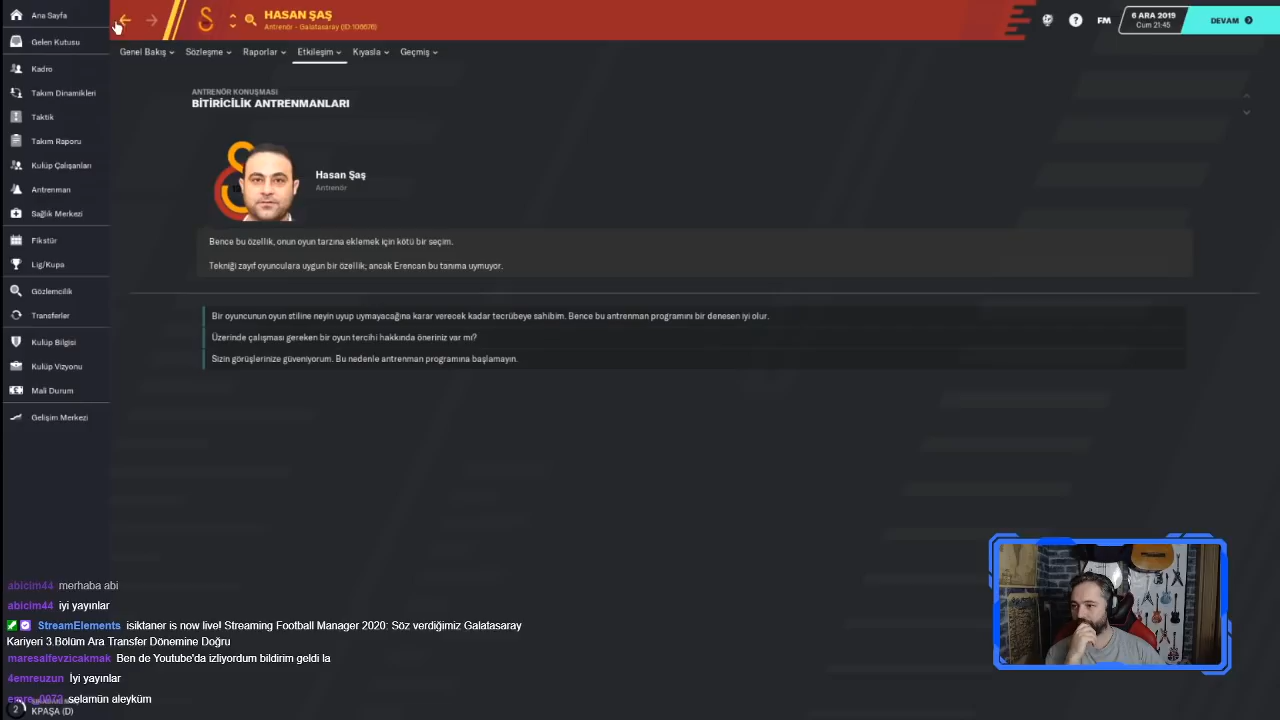 Ana Sayfa
HASAN ŞAŞ
Antrenör - Galatasaray (ID:106676)
FM
6 ARA 2019
Cum 21:45
DEVAM
Gelen Kutusu
Genel Bakış
Sözleşme
Raporlar
Etkileşim
Kıyasla
Geçmiş
Kadro
Takım Dinamikleri
Taktik
Takım Raporu
Kulüp Çalışanları
Antrenman
Sağlık Merkezi
Fikstür
Lig/Kupa
Gözlemcilik
Transferler
Kulüp Bilgisi
Kulüp Vizyonu
Mali Durum
Gelişim Merkezi
ANTRENÖR KONUŞMASI
BİTİRİCİLİK ANTRENMANLARI
Hasan Şaş
Antrenör
Bence bu özellik, onun oyun tarzına eklemek için kötü bir seçim.
Tekniği zayıf oyunculara uygun bir özellik; ancak Erencan bu tanıma uymuyor.
Bir oyuncunun oyun stiline neyin uyup uymayacağına karar verecek kadar tecrübeye sahibim. Bence bu antrenman programını bir denesen iyi olur.
Üzerinde çalışması gereken bir oyun tercihi hakkında öneriniz var mı?
Sizin görüşlerinize güveniyorum. Bu nedenle antrenman programına başlamayın.
abicim44 merhaba abi
abicim44 iyi yayınlar
StreamElements isiktaner is now live! Streaming Football Manager 2020: Söz verdiğimiz Galatasaray
Kariyeri 3 Bölüm Ara Transfer Dönemine Doğru
maresalfevzicakmak Ben de Youtube'da izliyordum bildirim geldi la
4emreuzun İyi yayınlar
emre_0072 selamün aleyküm
2
KPAŞA (D)